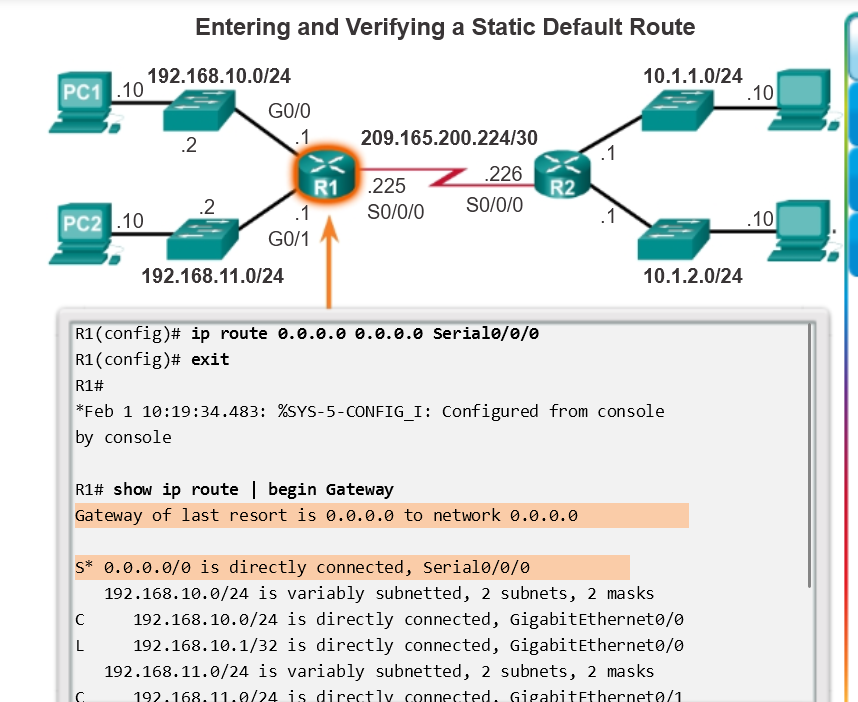 Entering and Verifying a Static Default Route
192.168.10.0/24
10.1.1.0/24
PC1
.10
.10
G0/0
.2
.1
209.165.200.224/30
.1
R1
.225
.226
R2
S0/0/0
S0/0/0
PC2
.10
.2
.1
G0/1
.1
.10
192.168.11.0/24
10.1.2.0/24
R1(config)# ip route 0.0.0.0 0.0.0.0 Serial0/0/0
R1(config)# exit
R1#
*Feb 1 10:19:34.483: %SYS-5-CONFIG_I: Configured from console
by console
R1# show ip route | begin Gateway
Gateway of last resort is 0.0.0.0 to network 0.0.0.0
S* 0.0.0.0/0 is directly connected, Serial0/0/0
192.168.10.0/24 is variably subnetted, 2 subnets, 2 masks
C 192.168.10.0/24 is directly connected, GigabitEthernet0/0
L 192.168.10.1/32 is directly connected, GigabitEthernet0/0
192.168.11.0/24 is variably subnetted, 2 subnets, 2 masks
C 192.168.11.0/24 is directly connected, GigabitEthernet0/1